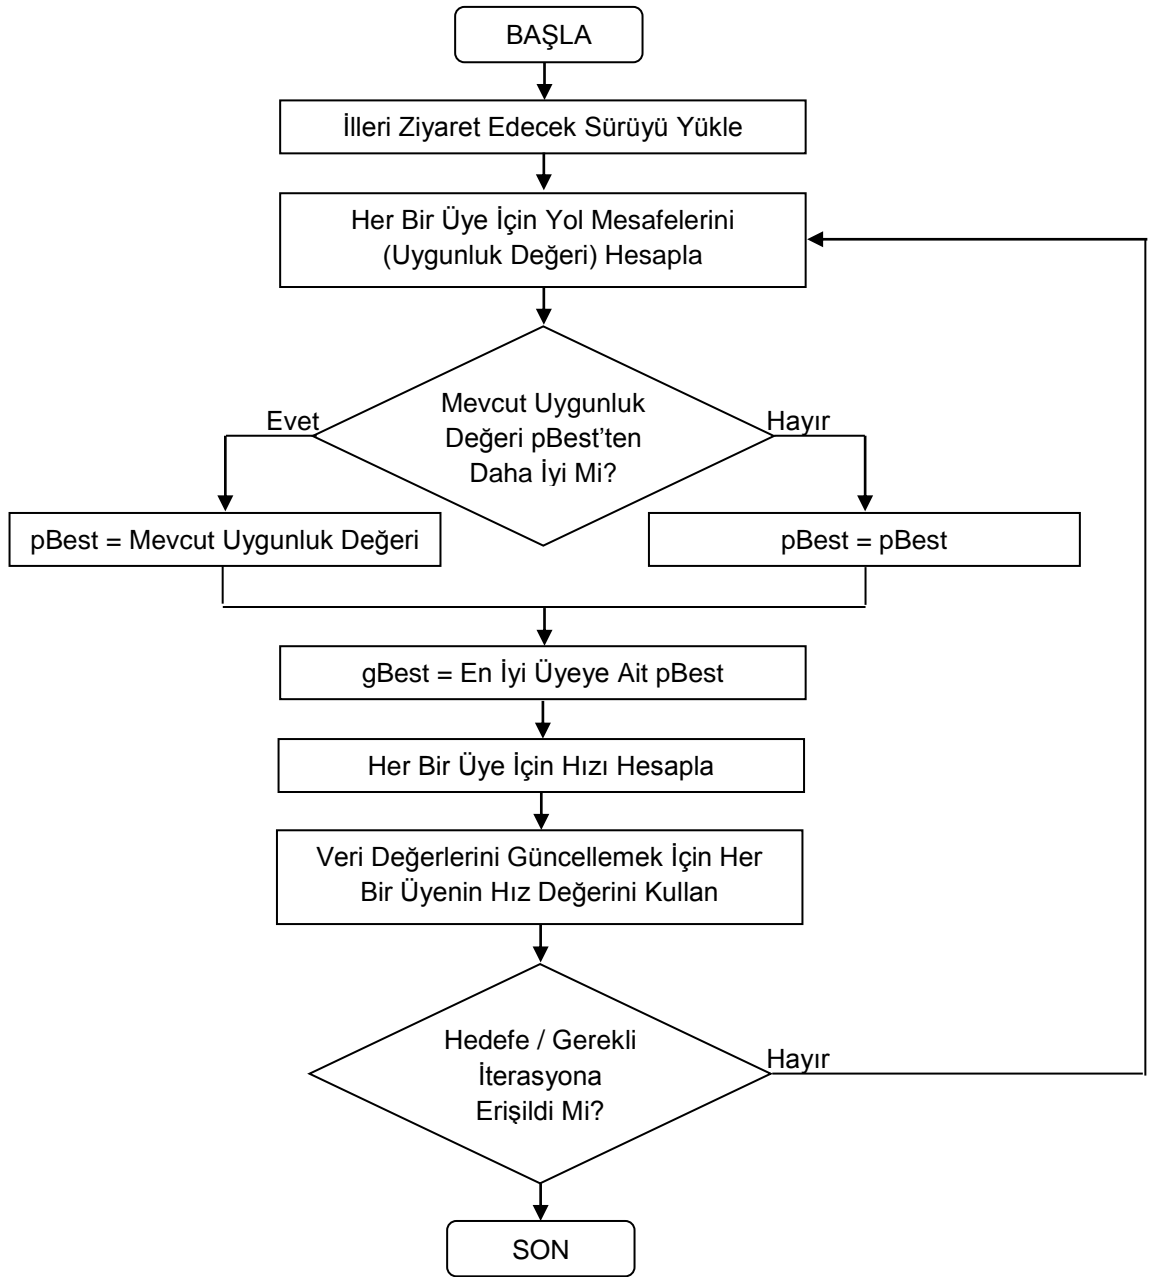 BAŞLA
İlleri Ziyaret Edecek Sürüyü Yükle
Her Bir Üye İçin Yol Mesafelerini
(Uygunluk Değeri) Hesapla
Mevcut Uygunluk
Değeri pBest’ten
Daha İyi Mi?
Evet
Hayır
pBest = Mevcut Uygunluk Değeri
pBest = pBest
gBest = En İyi Üyeye Ait pBest
Her Bir Üye İçin Hızı Hesapla
Veri Değerlerini Güncellemek İçin Her
Bir Üyenin Hız Değerini Kullan
Hedefe / Gerekli
İterasyona
Erişildi Mi?
Hayır
SON